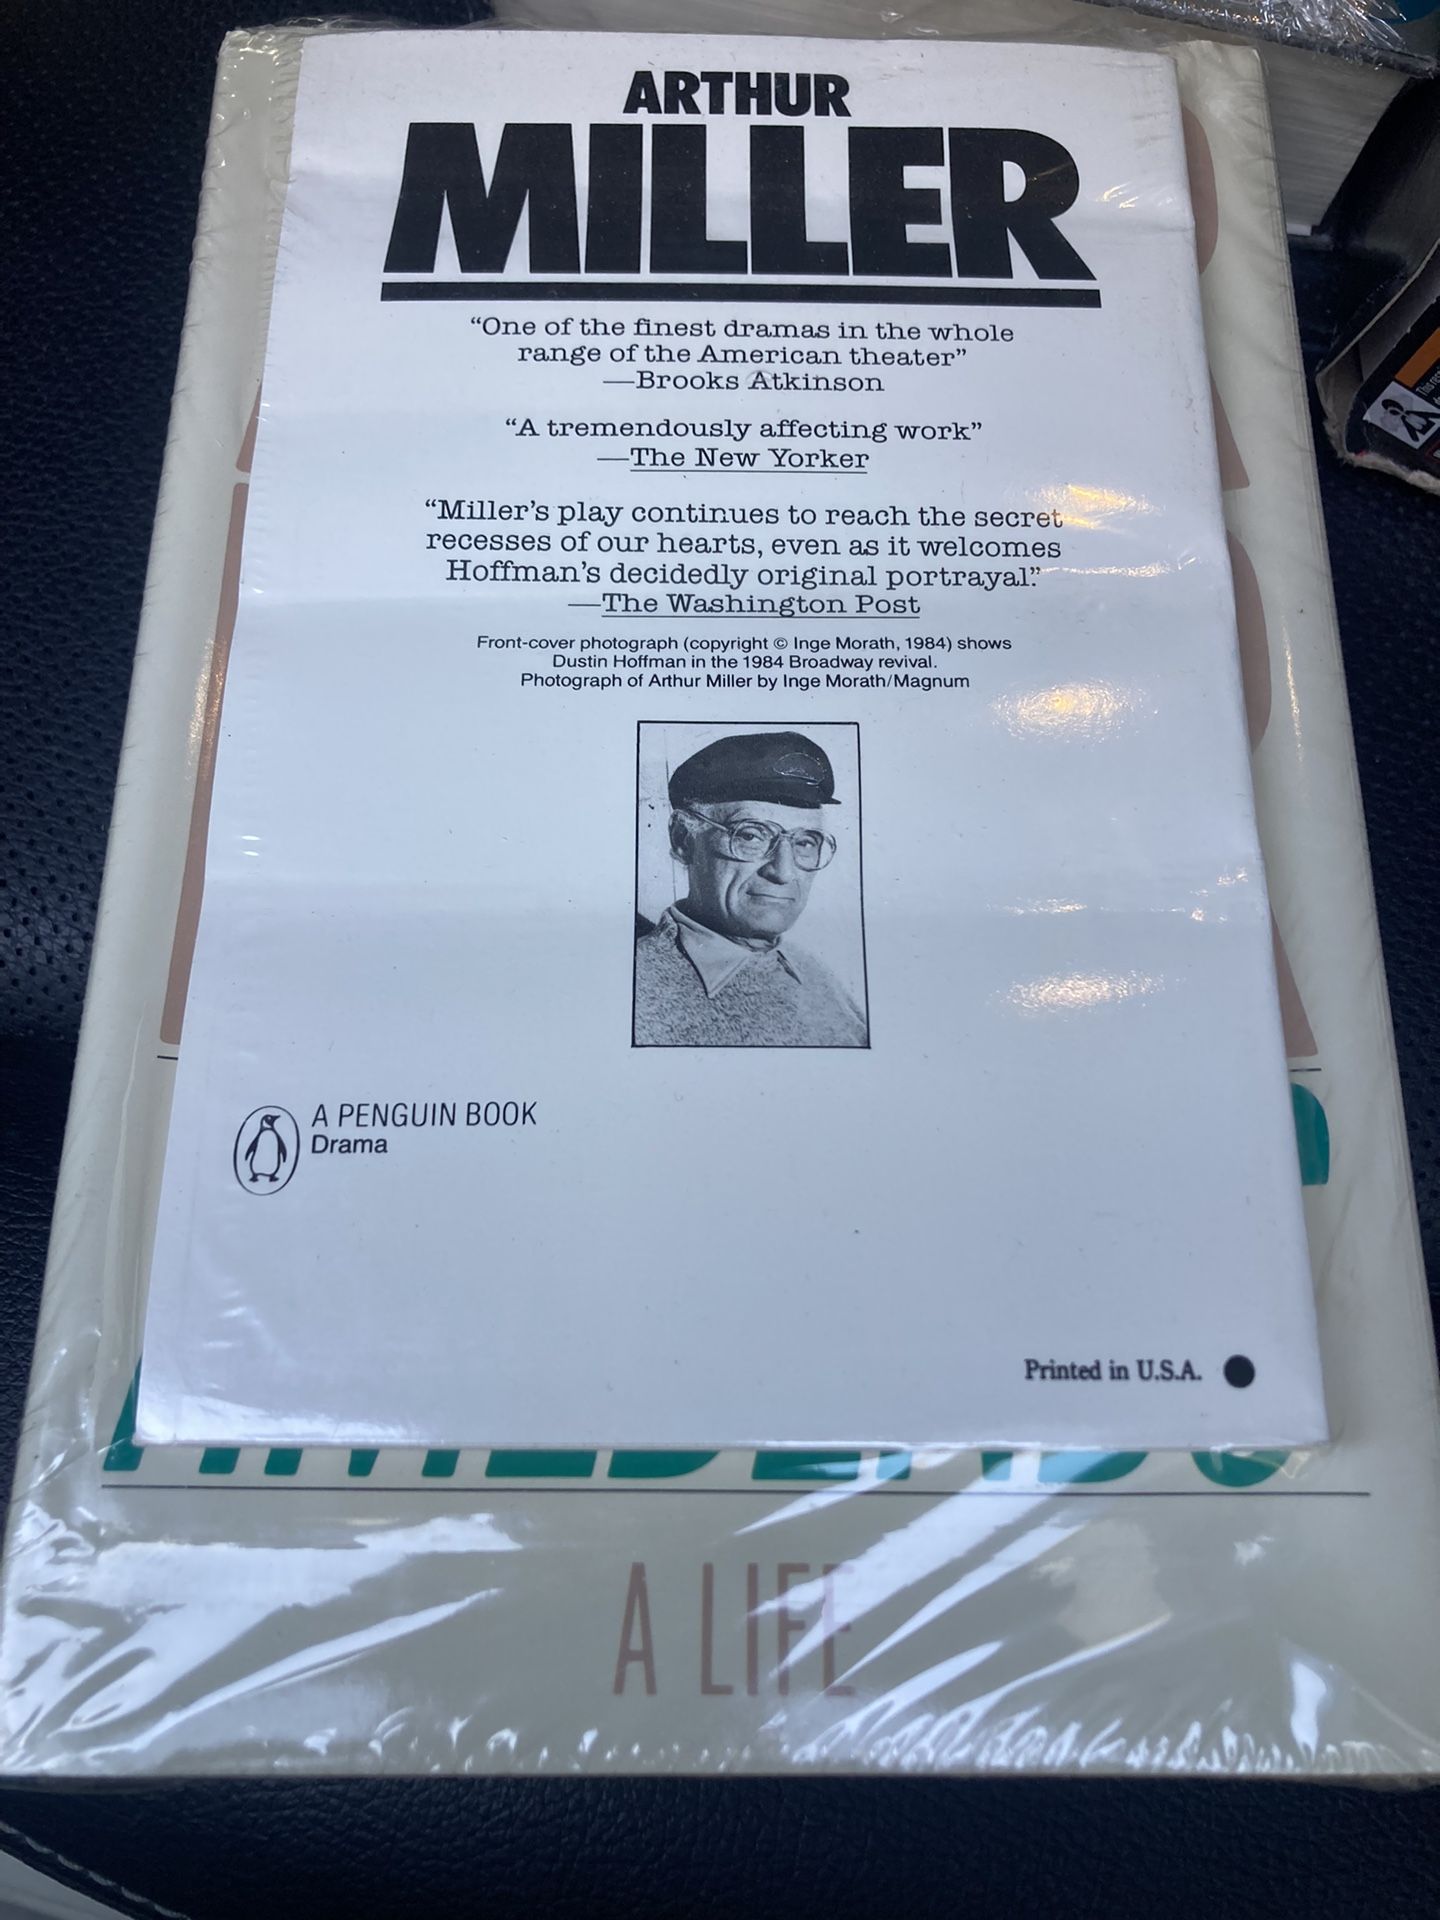 ARTHUR
MILLER
“One of the finest dramas in the whole
range of the American theater”
—Brooks Atkinson
“A tremendously affecting work”
—The New Yorker
“Miller’s play continues to reach the secret
recesses of our hearts, even as it welcomes
Hoffman’s decidedly original portrayal.”
—The Washington Post
Front-cover photograph (copyright © Inge Morath, 1984) shows
Dustin Hoffman in the 1984 Broadway revival.
Photograph of Arthur Miller by Inge Morath/Magnum
A PENGUIN BOOK
Drama
Printed in U.S.A.
A LIFE